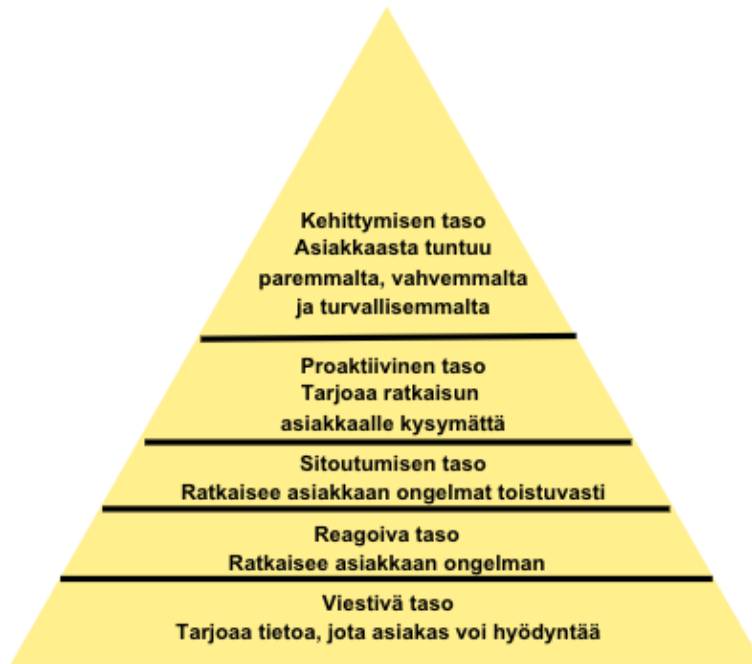 Kehittymisen taso
Asiakkaasta tuntuu
paremmalta, vahvemmalta
ja turvallisemmalta
Proaktiivinen taso
Tarjoaa ratkaisun
asiakkaalle kysymättä
Sitoutumisen taso
Ratkaisee asiakkaan ongelmat toistuvasti
Reagoiva taso
Ratkaisee asiakkaan ongelman
Viestivä taso
Tarjoaa tietoa, jota asiakas voi hyödyntää